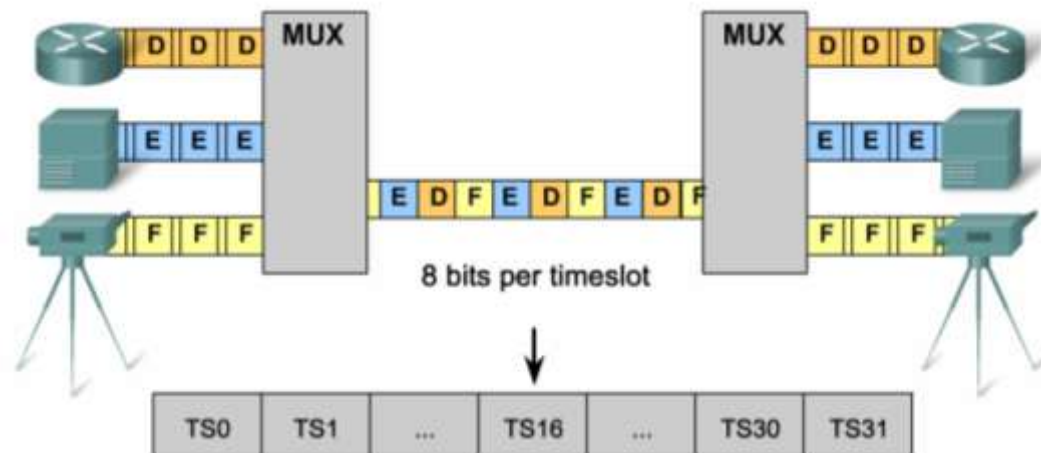 MUX MUX
D D D D D D
E E E E E E
E D F E D F E D F
F F F F F F
8 bits per timeslot
TS0 TS1 ... TS16 ... TS30 TS31